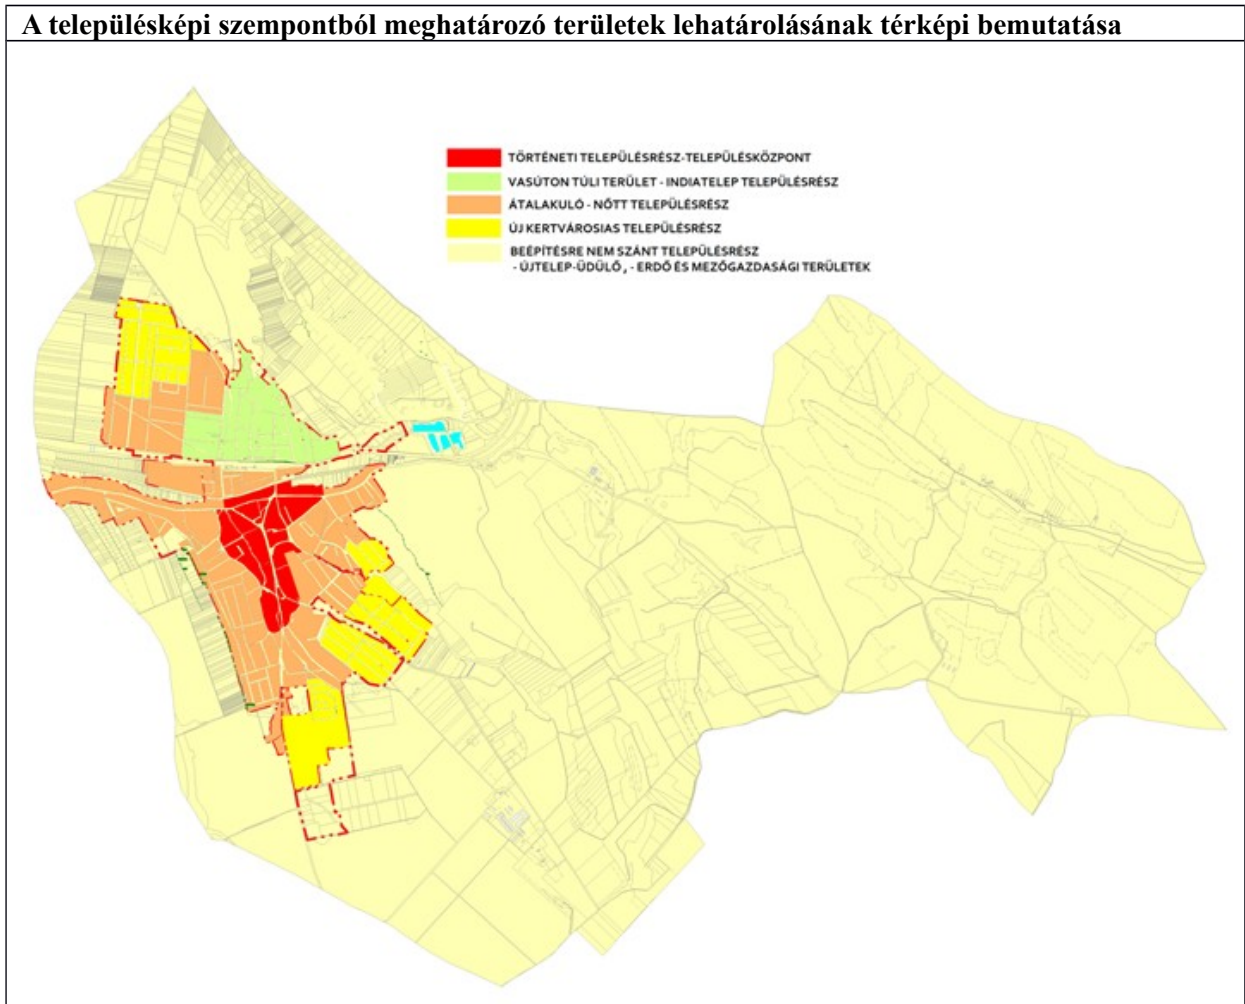 A településképi szempontból meghatározó területek lehatárolásának térképi bemutatása
TÖRTÉNETI TELEPÜLÉSRÉSZ-TELEPÜLÉSKÖZPONT
VASÚTON TÚLI TERÜLET - INDIATELEP TELEPÜLÉSRÉSZ
ÁTALAKULÓ - NŐTT TELEPÜLÉSRÉSZ
ÚJ KERTVÁROSIAS TELEPÜLÉSRÉSZ
BEÉPÍTÉSRE NEM SZÁNT TELEPÜLÉSRÉSZ
- ÚJTELEP-ÜDÜLŐ, - ERDŐ ÉS MEZŐGAZDASÁGI TERÜLETEK